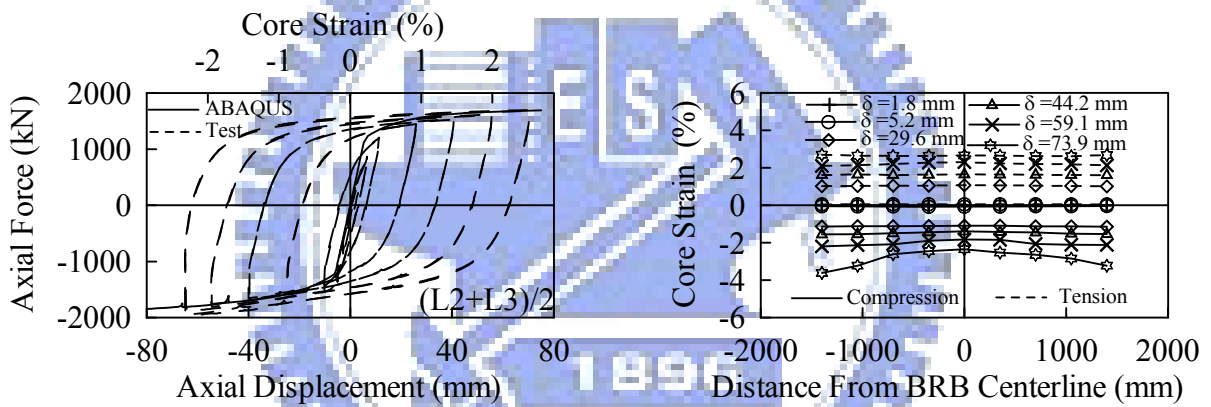 Core Strain (%)
-2 -1 0 1 2
2000
1000
0
-1000
-2000
Axial Force (kN)
ABAQUS
Test
(L2+L3)/2
-80 -40 0 40 80
Axial Displacement (mm)
6
4
2
0
-2
-4
-6
Core Strain (%)
δ =1.8 mm
δ =5.2 mm
δ =29.6 mm
δ =44.2 mm
δ =59.1 mm
δ =73.9 mm
Compression
Tension
-2000 -1000 0 1000 2000
Distance From BRB Centerline (mm)
E S
1896